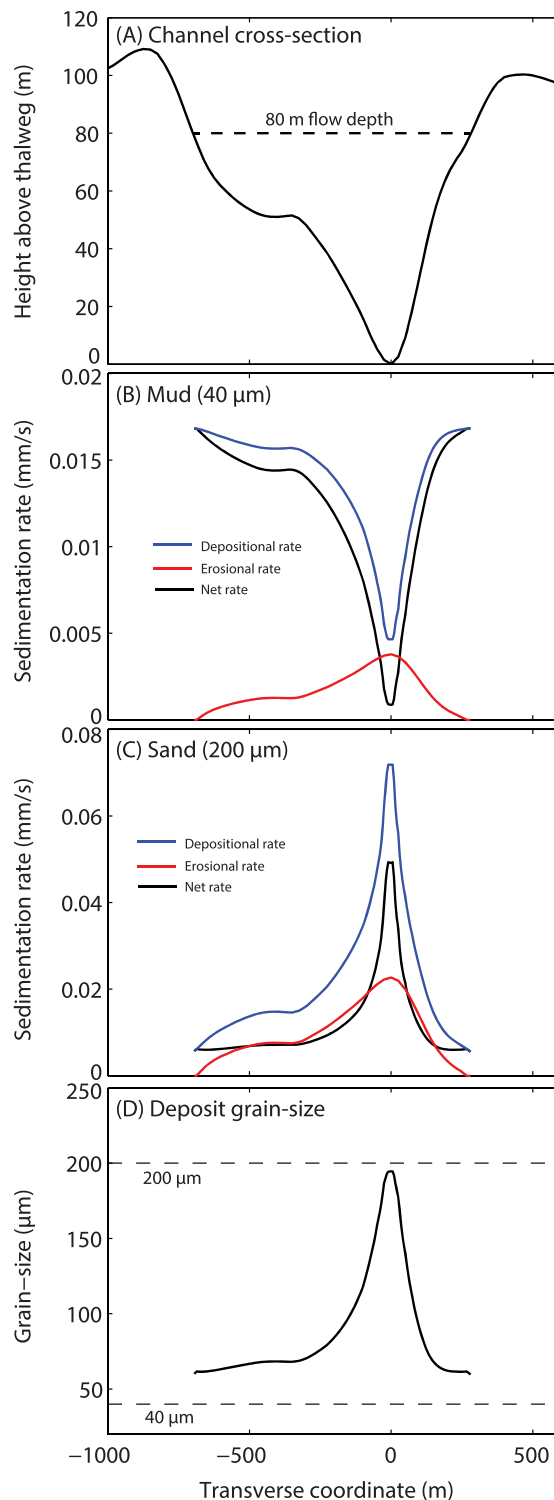 (A) Channel cross-section
120
100
80
60
40
20
0
Height above thalweg (m)
80 m flow depth
(B) Mud (40 µm)
0.02
0.015
0.01
0.005
0
Sedimentation rate (mm/s)
Depositional rate
Erosional rate
Net rate
(C) Sand (200 µm)
0.08
0.06
0.04
0.02
0
Sedimentation rate (mm/s)
Depositional rate
Erosional rate
Net rate
(D) Deposit grain-size
250
200
150
100
50
Grain−size (µm)
200 µm
40 µm
−1000 −500 0 500
Transverse coordinate (m)